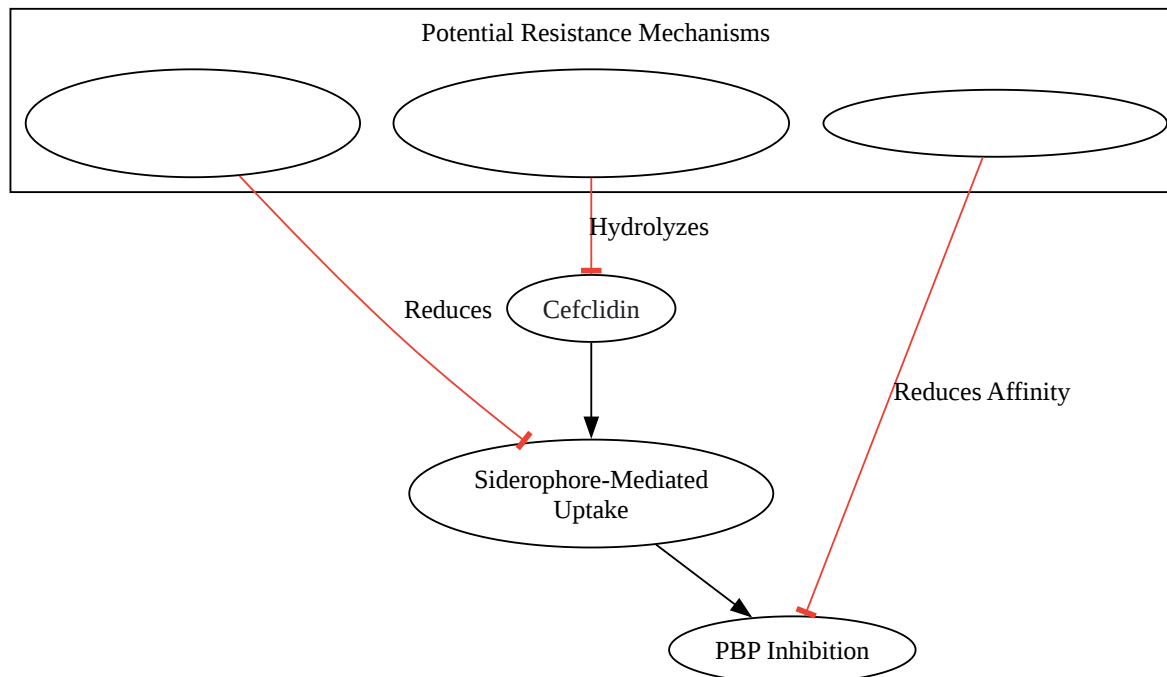 Potential Resistance Mechanisms
Hydrolyzes
Reduces
Cefclidin
Reduces Affinity
Siderophore-Mediated
Uptake
PBP Inhibition